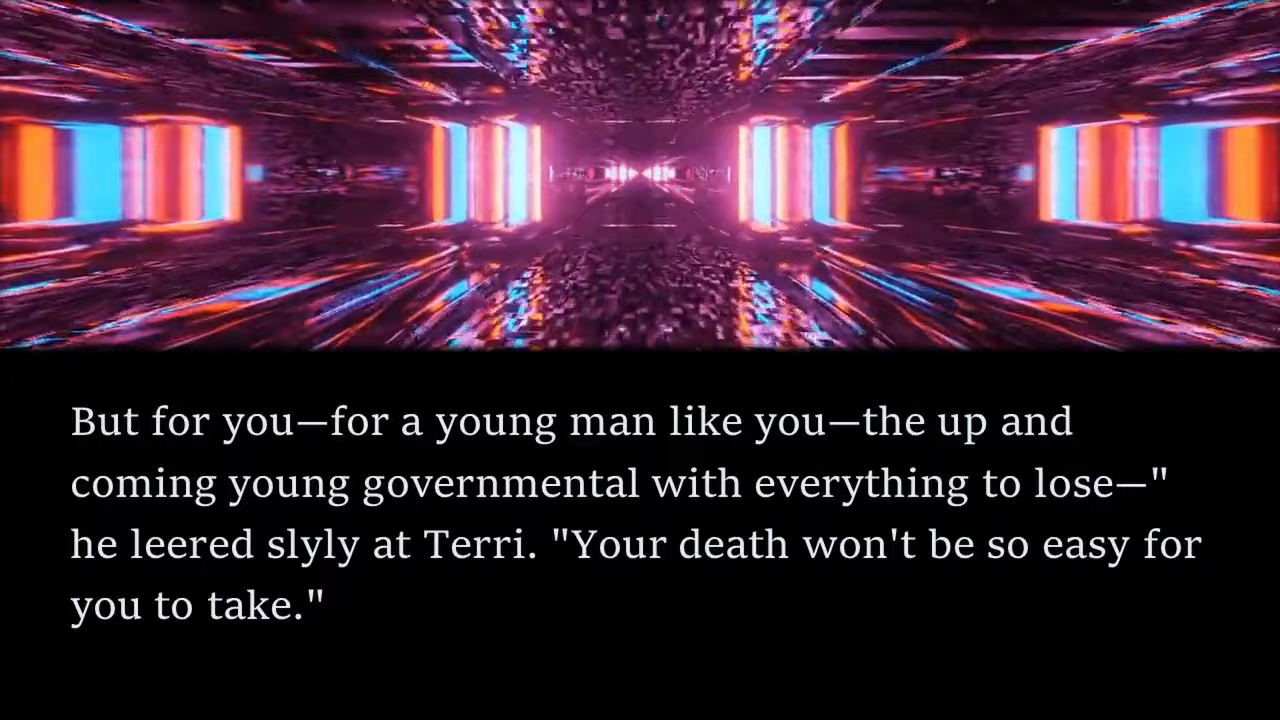 But for you—for a young man like you—the up and
coming young governmental with everything to lose—"
he leered slyly at Terri. "Your death won't be so easy for
you to take."